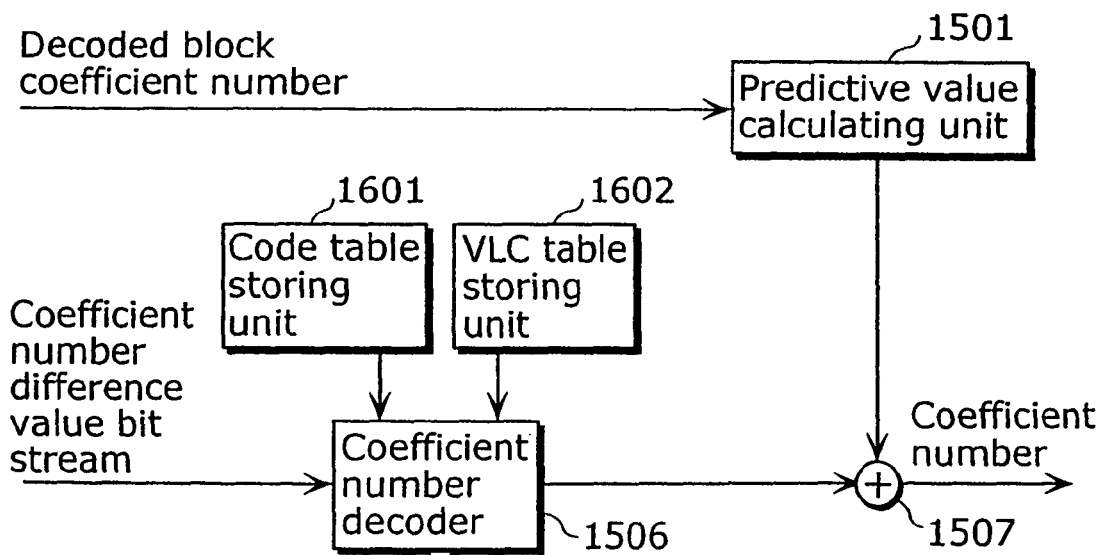 Decoded block
coefficient number
1501
Predictive value
calculating unit
1601
1602
Code table
storing
unit
VLC table
storing
unit
Coefficient
number
difference
value bit
stream
Coefficient
number
decoder
1506
Coefficient
number
+
1507